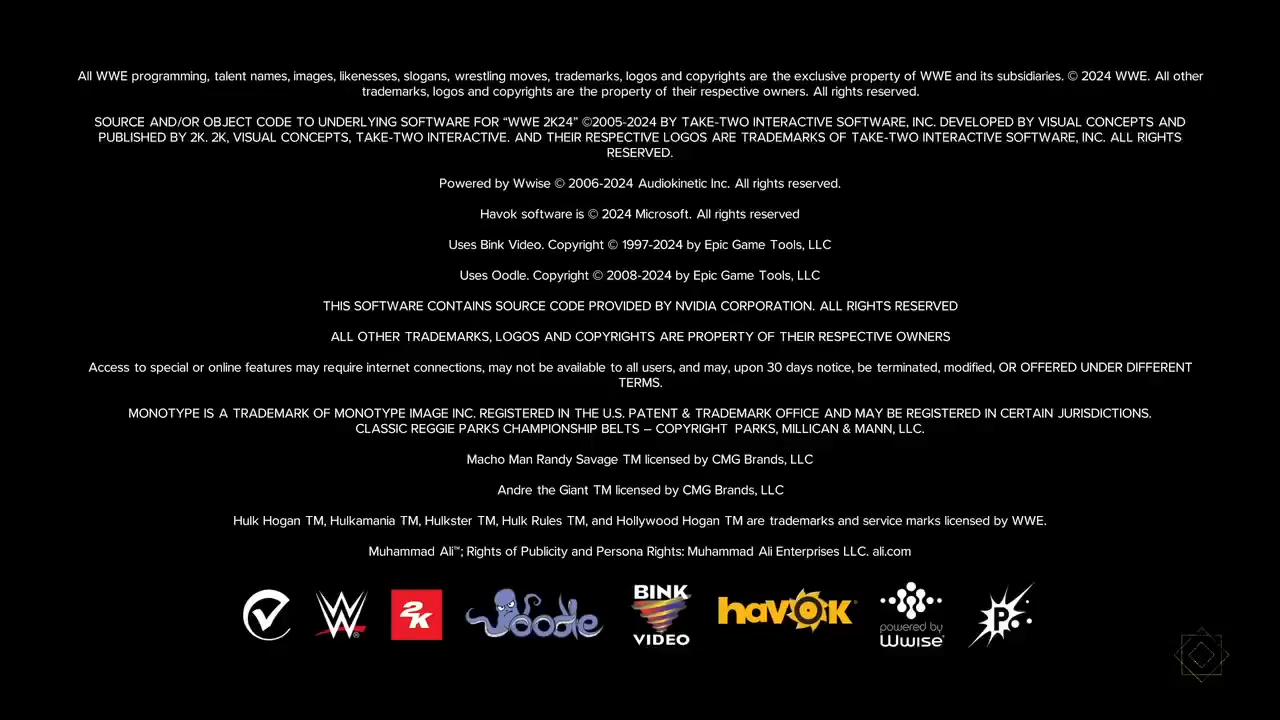 All WWE programming, talent names, images, likenesses, slogans, wrestling moves, trademarks, logos and copyrights are the exclusive property of WWE and its subsidiaries. © 2024 WWE. All other
trademarks, logos and copyrights are the property of their respective owners. All rights reserved.
SOURCE AND/OR OBJECT CODE TO UNDERLYING SOFTWARE FOR “WWE 2K24” ©2005-2024 BY TAKE-TWO INTERACTIVE SOFTWARE, INC. DEVELOPED BY VISUAL CONCEPTS AND
PUBLISHED BY 2K. 2K, VISUAL CONCEPTS, TAKE-TWO INTERACTIVE. AND THEIR RESPECTIVE LOGOS ARE TRADEMARKS OF TAKE-TWO INTERACTIVE SOFTWARE, INC. ALL RIGHTS
RESERVED.
Powered by Wwise © 2006-2024 Audiokinetic Inc. All rights reserved.
Havok software is © 2024 Microsoft. All rights reserved
Uses Bink Video. Copyright © 1997-2024 by Epic Game Tools, LLC
Uses Oodle. Copyright © 2008-2024 by Epic Game Tools, LLC
THIS SOFTWARE CONTAINS SOURCE CODE PROVIDED BY NVIDIA CORPORATION. ALL RIGHTS RESERVED
ALL OTHER TRADEMARKS, LOGOS AND COPYRIGHTS ARE PROPERTY OF THEIR RESPECTIVE OWNERS
Access to special or online features may require internet connections, may not be available to all users, and may, upon 30 days notice, be terminated, modified, OR OFFERED UNDER DIFFERENT
TERMS.
MONOTYPE IS A TRADEMARK OF MONOTYPE IMAGE INC. REGISTERED IN THE U.S. PATENT & TRADEMARK OFFICE AND MAY BE REGISTERED IN CERTAIN JURISDICTIONS.
CLASSIC REGGIE PARKS CHAMPIONSHIP BELTS – COPYRIGHT PARKS, MILLICAN & MANN, LLC.
Macho Man Randy Savage TM licensed by CMG Brands, LLC
Andre the Giant TM licensed by CMG Brands, LLC
Hulk Hogan TM, Hulkamania TM, Hulkster TM, Hulk Rules TM, and Hollywood Hogan TM are trademarks and service marks licensed by WWE.
Muhammad Ali™; Rights of Publicity and Persona Rights: Muhammad Ali Enterprises LLC. ali.com
W
2K
oodle
BINK
VIDEO
havok
powered by
wwise
P